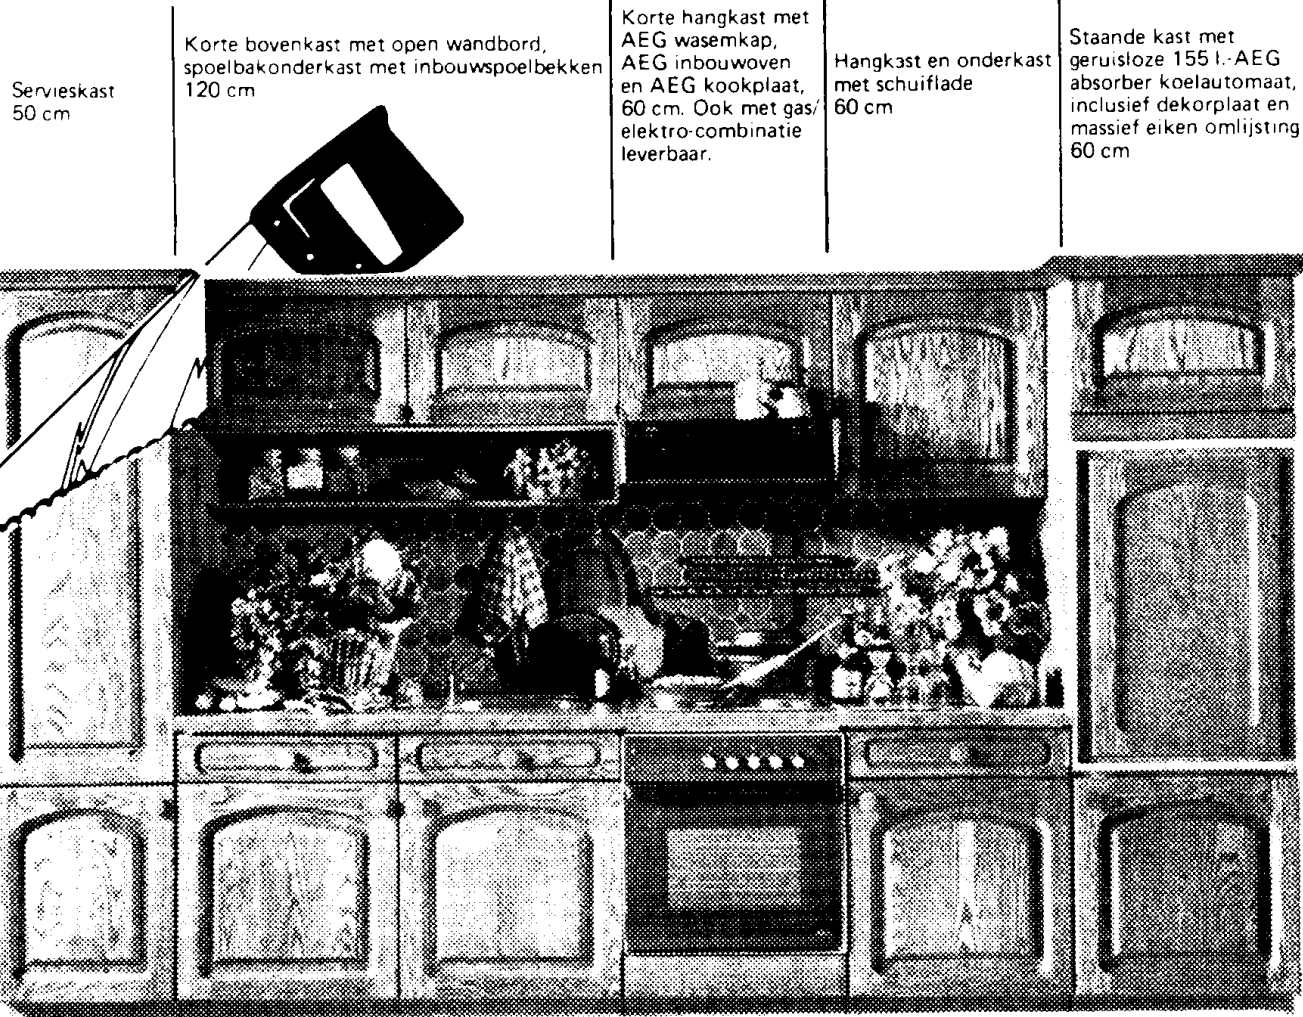 Servieskast
50 cm
Korte bovenkast met open wandbord,
spoelbakonderkast met inbouwspoelbekken
120 cm
Korte hangkast met
AEG wasemkap,
AEG inbouwoven
en AEG kookplaat,
60 cm. Ook met gas/
elektro-combinatie
leverbaar.
Hangkast en onderkast
met schuiflade
60 cm
Staande kast met
geruisloze 155 l.-AEG
absorber koelautomaat,
inclusief dekorplaat en
massief eiken omlijsting
60 cm